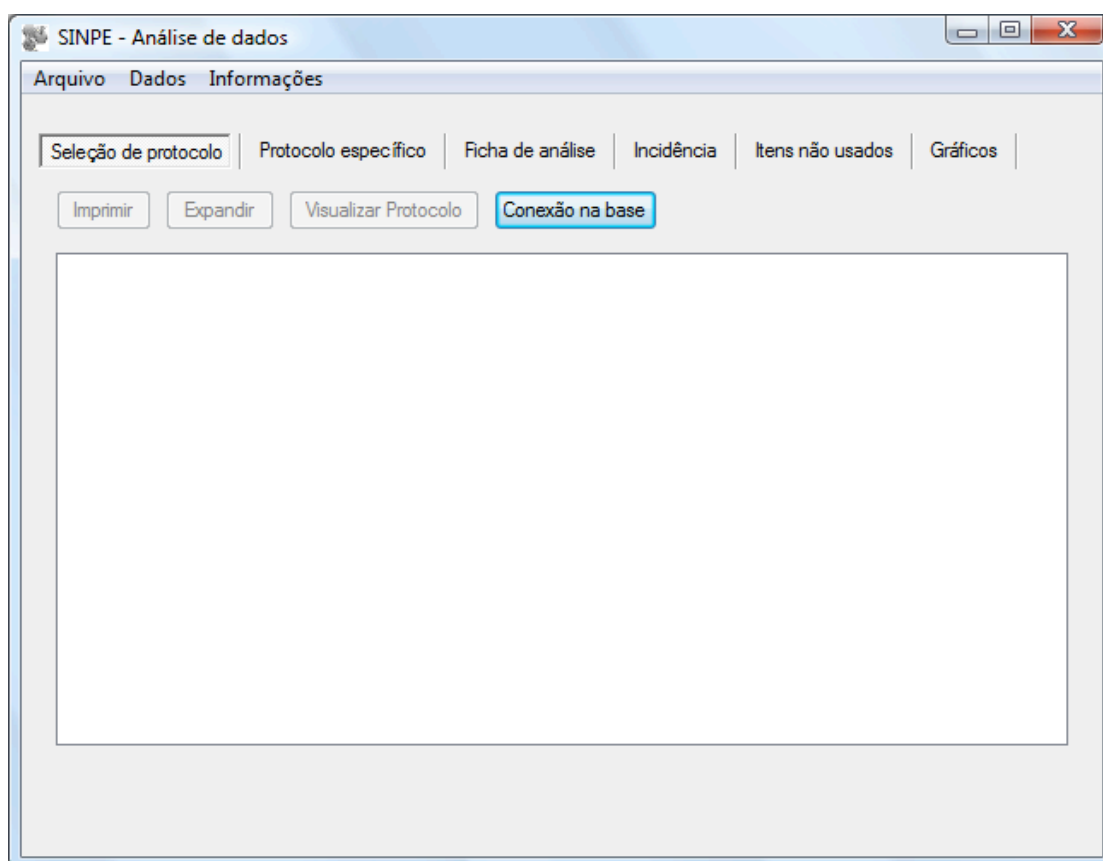 SINPE - Análise de dados
Arquivo Dados Informações
Seleção de protocolo Protocolo específico Ficha de análise Incidência Itens não usados Gráficos
Imprimir Expandir Visualizar Protocolo Conexão na base